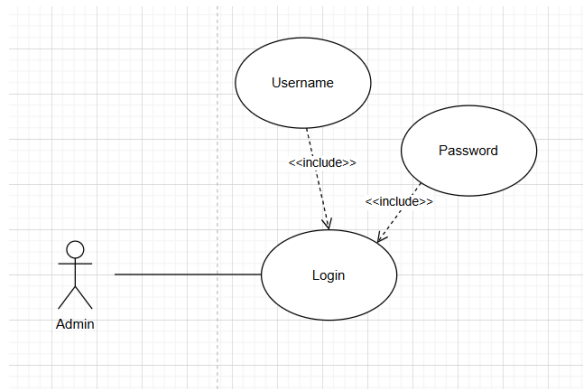 Username
Password
<<include>>
<<include>>
Login
Admin